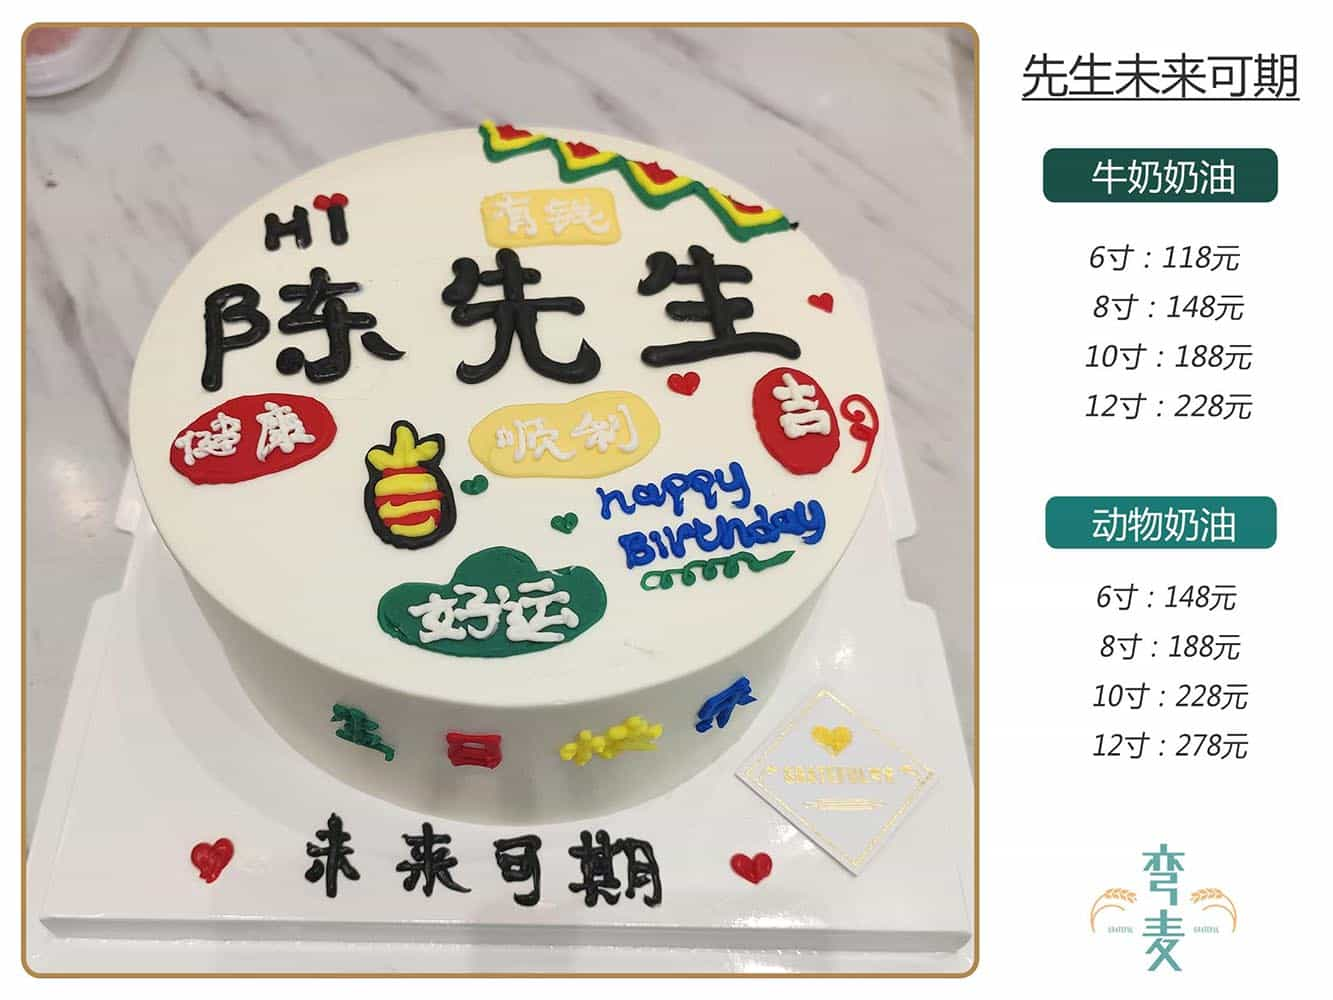 HI
有钱
陈先生
健康
顺利
吉
happy
Birthday
好运
生日快乐
GRATEFUL
未来可期
先生未来可期
牛奶奶油
6寸：118元
8寸：148元
10寸：188元
12寸：228元
动物奶油
6寸：148元
8寸：188元
10寸：228元
12寸：278元
弯麦
GRATEFUL
GRATEFUL